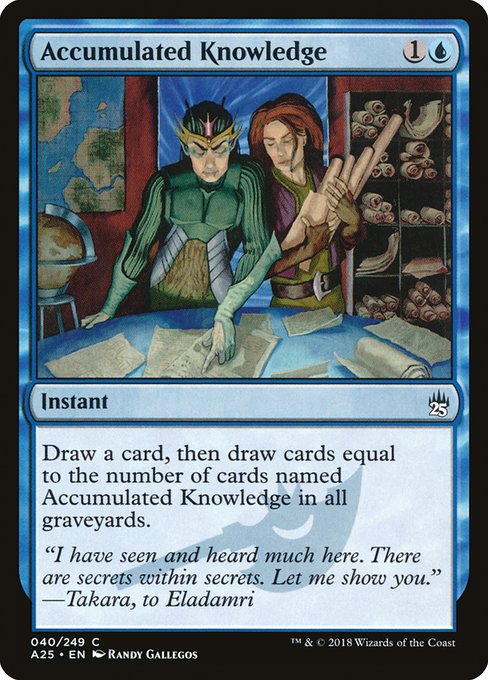 Accumulated Knowledge 1
Instant 25
Draw a card, then draw cards equal
to the number of cards named
Accumulated Knowledge in all
graveyards.
“I have seen and heard much here. There
are secrets within secrets. Let me show you.”
—Takara, to Eladamri
040/249 C
A25 • EN RANDY GALLEGOS
™ & © 2018 Wizards of the Coast